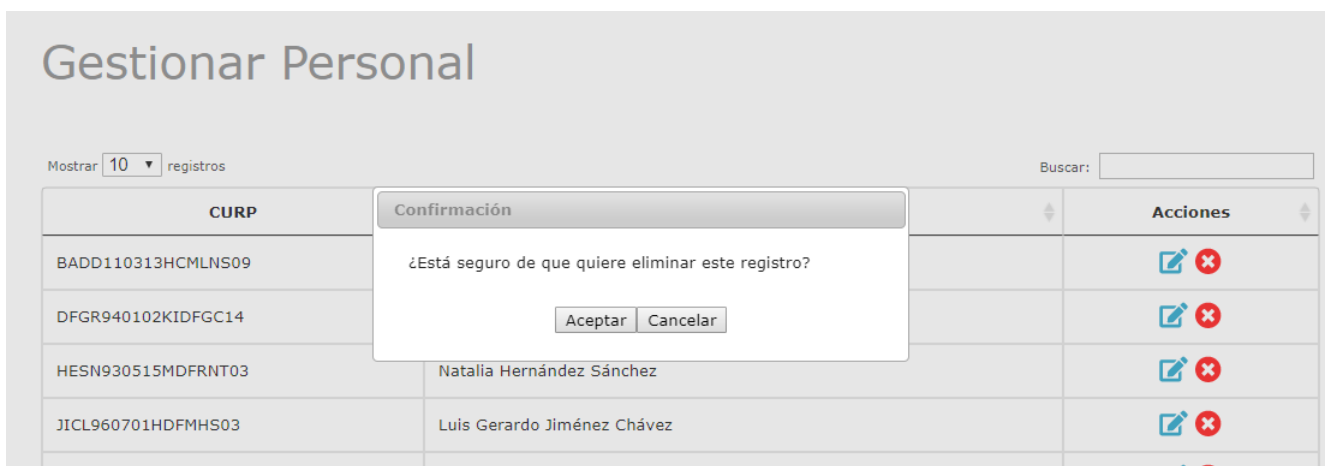 Gestionar Personal
Mostrar 10 registros Buscar:
CURP Confirmación Acciones
BADD110313HCMLNS09 ¿Está seguro de que quiere eliminar este registro?
DFGR940102KIDFGC14 Aceptar Cancelar
HESN930515MDFRNT03 Natalia Hernández Sánchez
JICL960701HDFMHS03 Luis Gerardo Jiménez Chávez